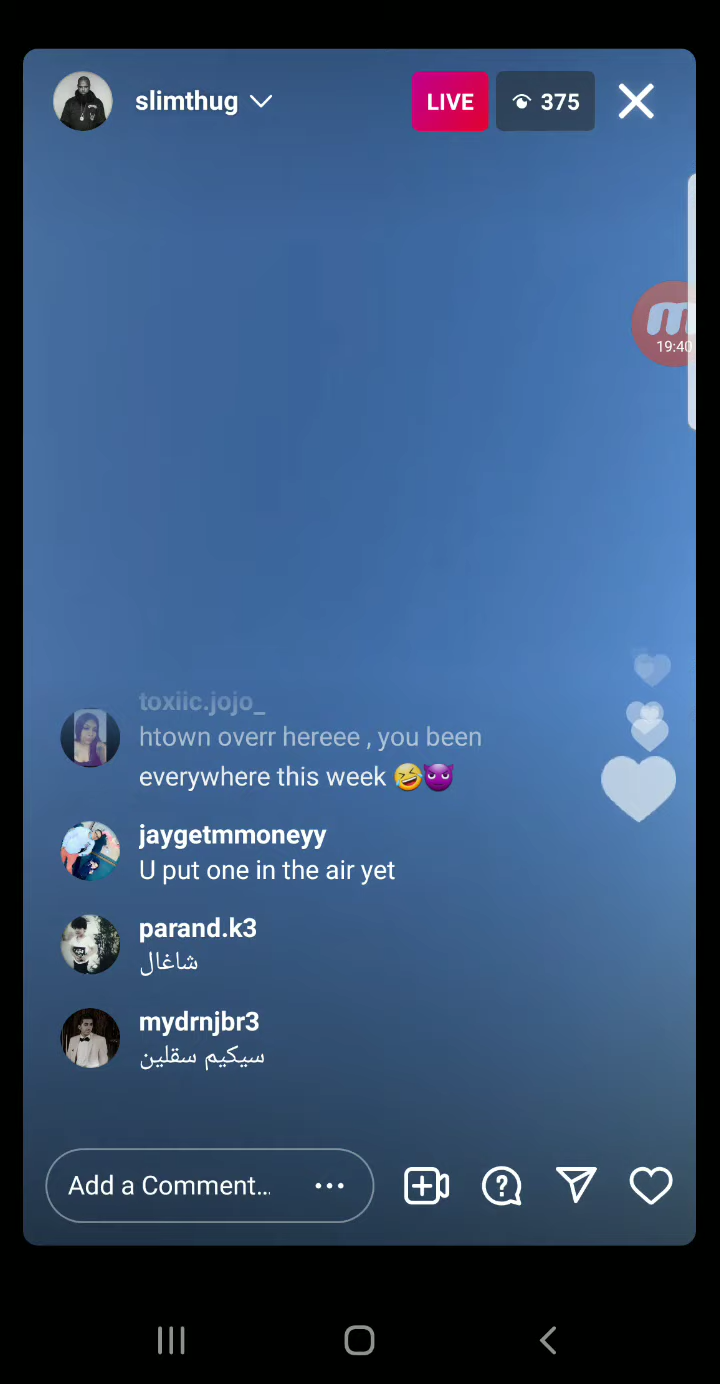 slimthug
LIVE
375
m
19:40
toxiic.jojo_
htown overr hereee , you been
everywhere this week 🤣😈
jaygetmmoneyy
U put one in the air yet
parand.k3
شاغال
mydrnjbr3
سیکیم سقلین
Add a Comment...